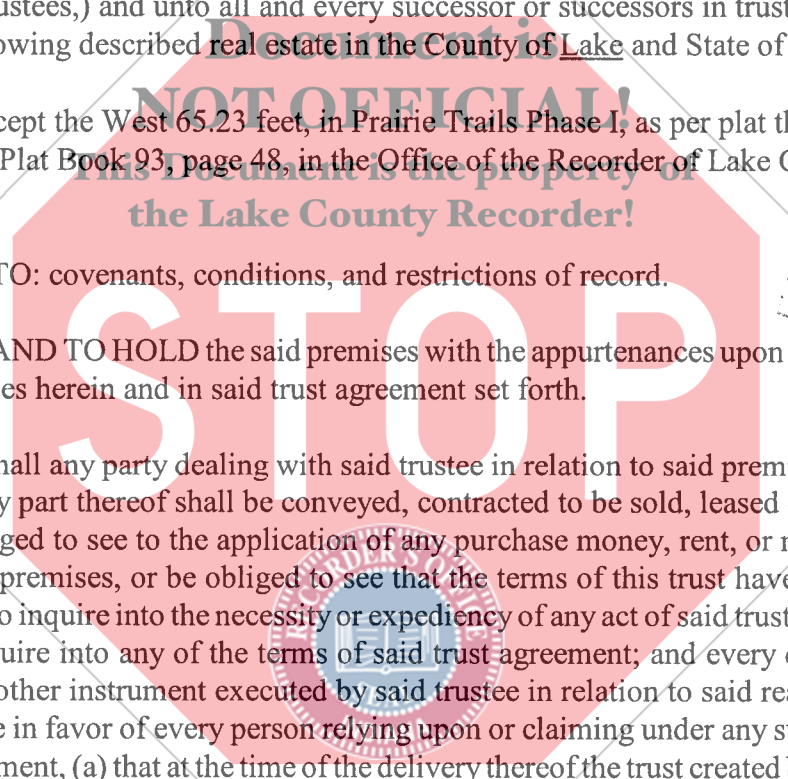 ustees,) and unto all and every successor or successors in trust
Document is
owing described real estate in the County of Lake and State of
NOT OFFICIAL!
cept the West 65.23 feet, in Prairie Trails Phase I, as per plat th
Plat Book 93, page 48, in the Office of the Recorder of Lake C
This Document is the property of
the Lake County Recorder!
TO: covenants, conditions, and restrictions of record.
STOP
AND TO HOLD the said premises with the appurtenances upon
es herein and in said trust agreement set forth.
hall any party dealing with said trustee in relation to said prem
y part thereof shall be conveyed, contracted to be sold, leased
ged to see to the application of any purchase money, rent, or
premises, or be obliged to see that the terms of this trust have
RECORDER'S OFFICE
o inquire into the necessity or expediency of any act of said trust
uire into any of the terms of said trust agreement; and every
other instrument executed by said trustee in relation to said rea
e in favor of every person relying upon or claiming under any s
ment, (a) that at the time of the delivery thereof the trust created